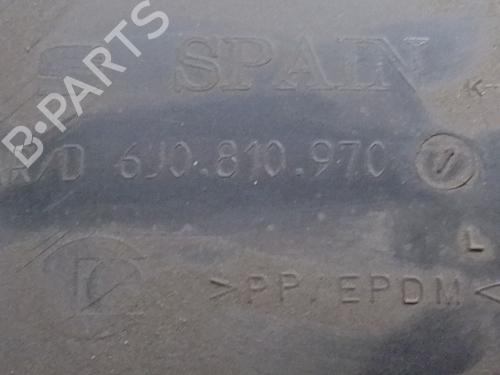 B-PARTS
SPAIN
K
R/D 6J0.810.970
L
>PP/EPDM<